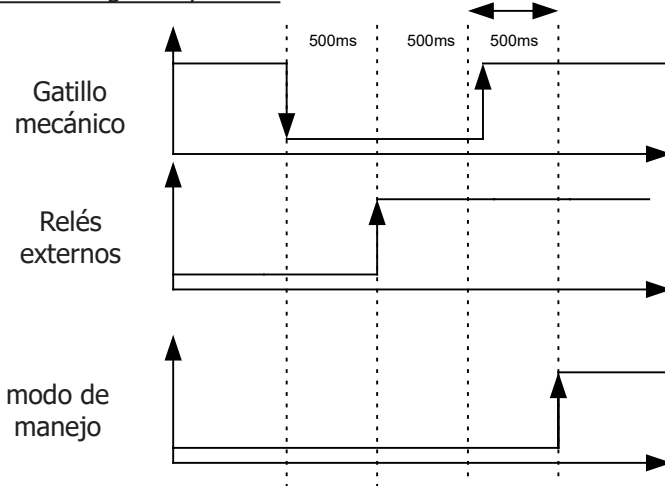 500ms 500ms 500ms
Gatillo
mecánico
Relés
externos
modo de
manejo